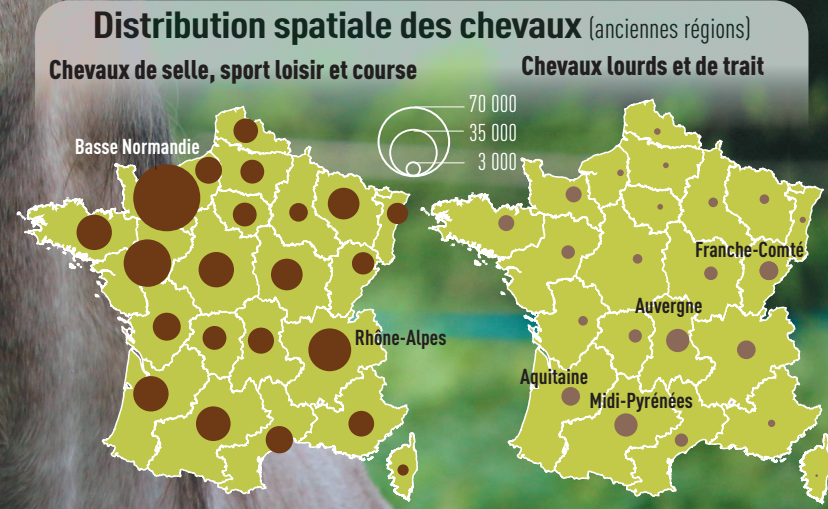 Distribution spatiale des chevaux (anciennes régions)
Chevaux de selle, sport loisir et course
Chevaux lourds et de trait
70 000
35 000
3 000
Basse Normandie
Rhône-Alpes
Franche-Comté
Auvergne
Aquitaine
Midi-Pyrénées